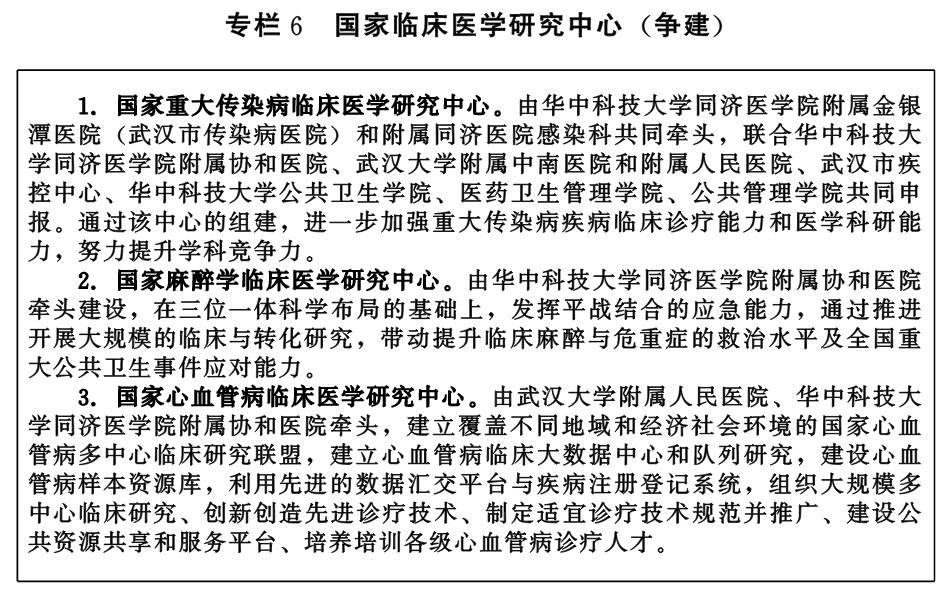 专栏 6　国家临床医学研究中心（争建）
1. 国家重大传染病临床医学研究中心。由华中科技大学同济医学院附属金银
潭医院（武汉市传染病医院）和附属同济医院感染科共同牵头，联合华中科技大
学同济医学院附属协和医院、武汉大学附属中南医院和附属人民医院、武汉市疾
控中心、华中科技大学公共卫生学院、医药卫生管理学院、公共管理学院共同申
报。通过该中心的组建，进一步加强重大传染病疾病临床诊疗能力和医学科研能
力，努力提升学科竞争力。
2. 国家麻醉学临床医学研究中心。由华中科技大学同济医学院附属协和医院
牵头建设，在三位一体科学布局的基础上，发挥平战结合的应急能力，通过推进
开展大规模的临床与转化研究，带动提升临床麻醉与危重症的救治水平及全国重
大公共卫生事件应对能力。
3. 国家心血管病临床医学研究中心。由武汉大学附属人民医院、华中科技大
学同济医学院附属协和医院牵头，建立覆盖不同地域和经济社会环境的国家心血
管病多中心临床研究联盟，建立心血管病临床大数据中心和队列研究，建设心血
管病样本资源库，利用先进的数据汇交平台与疾病注册登记系统，组织大规模多
中心临床研究、创新创造先进诊疗技术、制定适宜诊疗技术规范并推广、建设公
共资源共享和服务平台、培养培训各级心血管病诊疗人才。